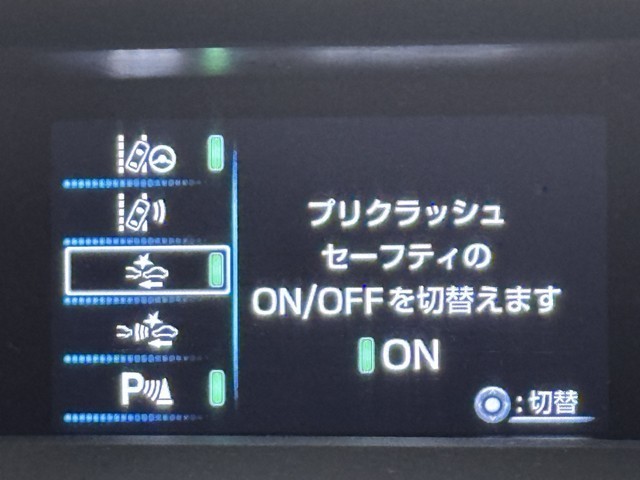 プリクラッシュ
セーフティの
ON/OFFを切替えます
ON
P
:切替